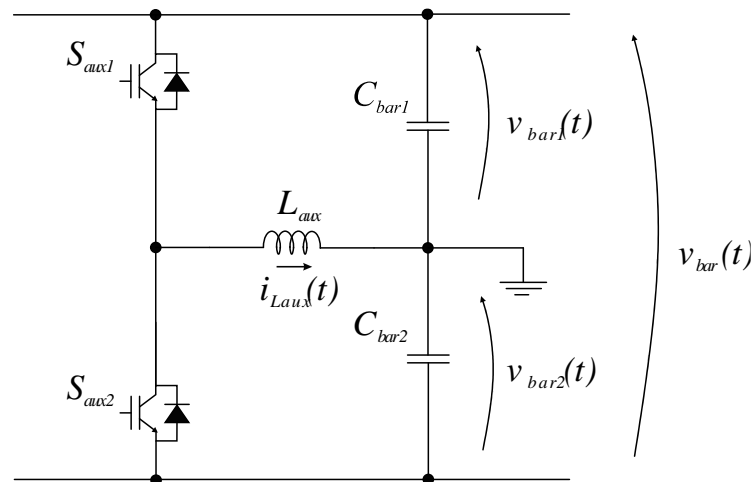 S_aux1
C_bar1
v_bar1(t)
L_aux
v_bar(t)
i_Laux(t)
C_bar2
v_bar2(t)
S_aux2